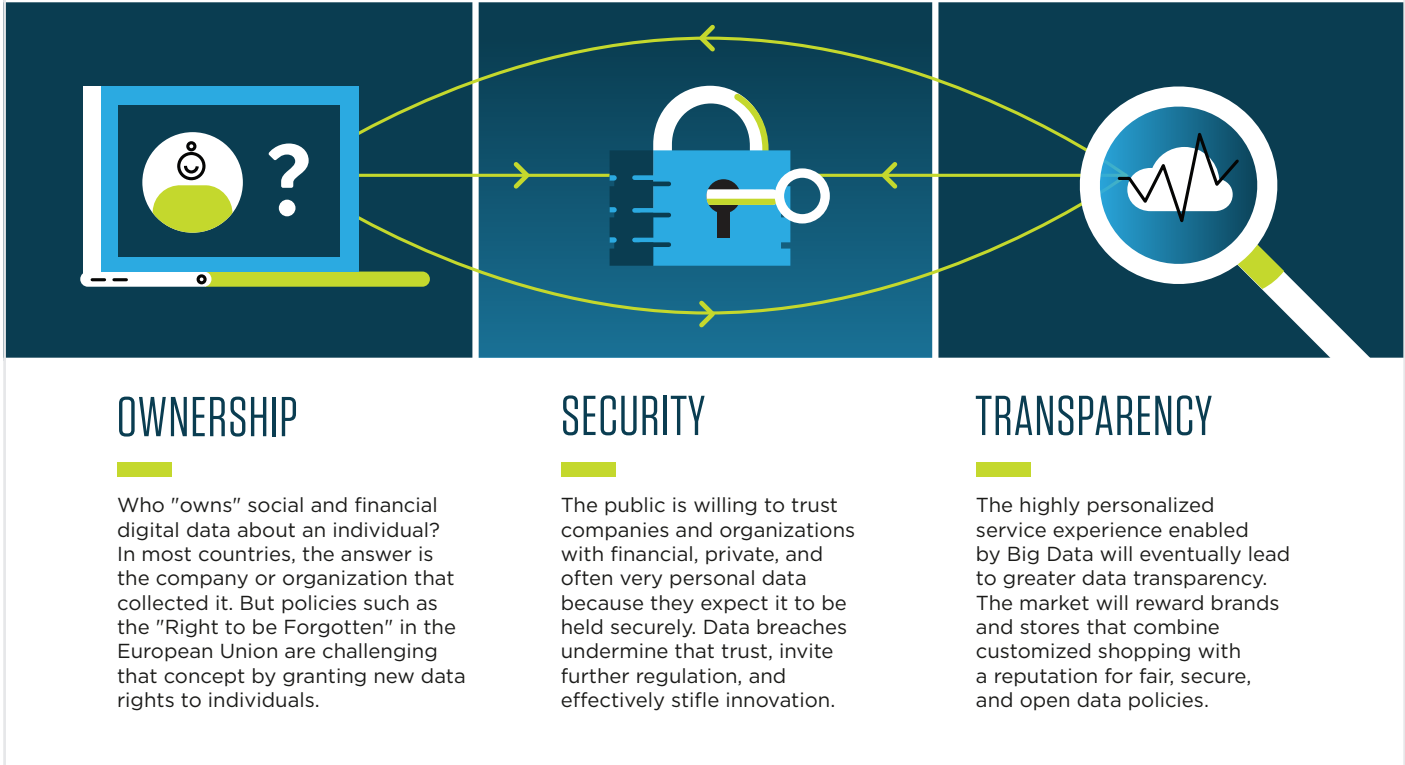 ?
OWNERSHIP
Who "owns" social and financial
digital data about an individual?
In most countries, the answer is
the company or organization that
collected it. But policies such as
the "Right to be Forgotten" in the
European Union are challenging
that concept by granting new data
rights to individuals.
SECURITY
The public is willing to trust
companies and organizations
with financial, private, and
often very personal data
because they expect it to be
held securely. Data breaches
undermine that trust, invite
further regulation, and
effectively stifle innovation.
TRANSPARENCY
The highly personalized
service experience enabled
by Big Data will eventually lead
to greater data transparency.
The market will reward brands
and stores that combine
customized shopping with
a reputation for fair, secure,
and open data policies.